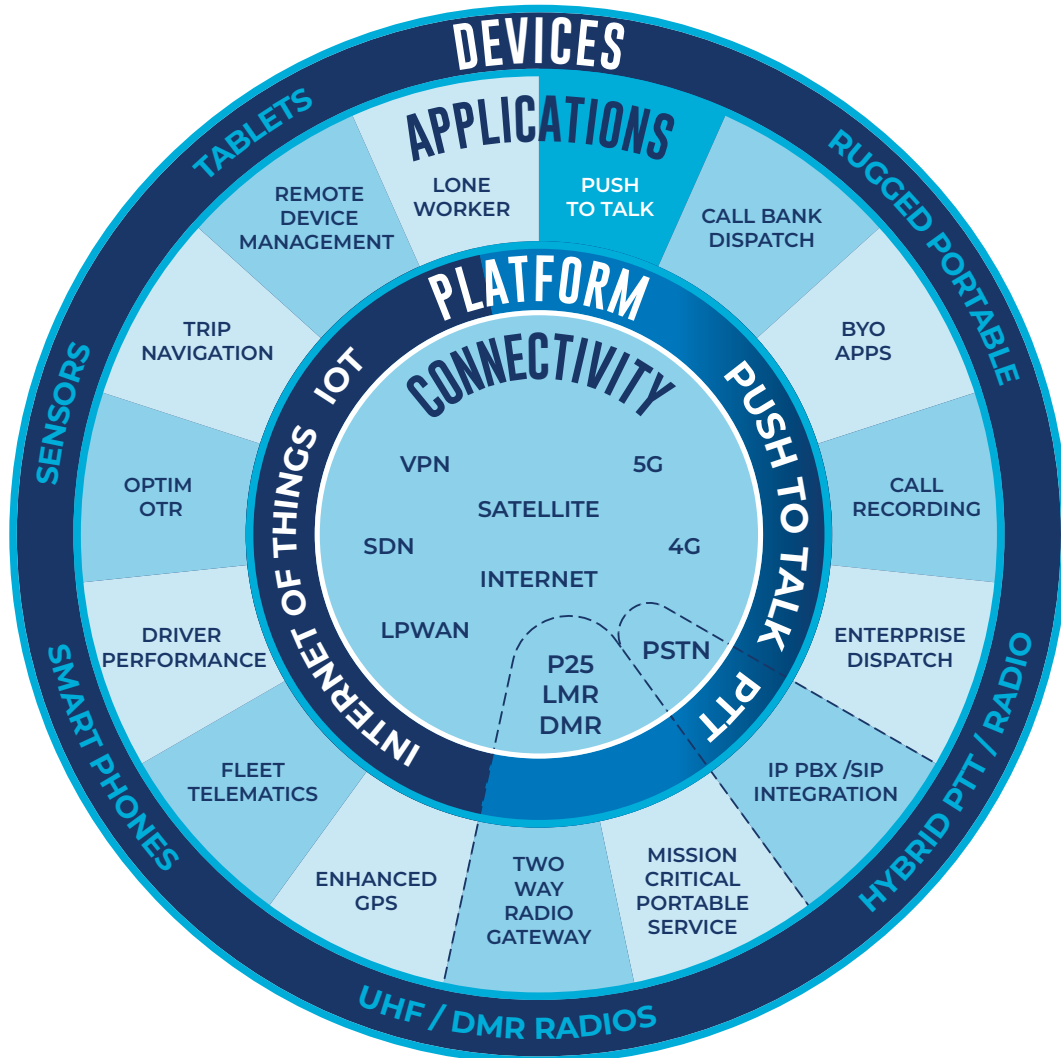 DEVICES
TABLETS
RUGGED PORTABLE
HYBRID PTT / RADIO
UHF / DMR RADIOS
SMART PHONES
SENSORS
APPLICATIONS
LONE
WORKER
PUSH
TO TALK
CALL BANK
DISPATCH
BYO
APPS
CALL
RECORDING
ENTERPRISE
DISPATCH
IP PBX /SIP
INTEGRATION
MISSION
CRITICAL
PORTABLE
SERVICE
TWO
WAY
RADIO
GATEWAY
ENHANCED
GPS
FLEET
TELEMATICS
DRIVER
PERFORMANCE
OPTIM
OTR
TRIP
NAVIGATION
REMOTE
DEVICE
MANAGEMENT
PLATFORM
PUSH TO TALK PTT
INTERNET OF THINGS IOT
CONNECTIVITY
VPN
5G
SATELLITE
SDN
4G
INTERNET
LPWAN
PSTN
P25
LMR
DMR